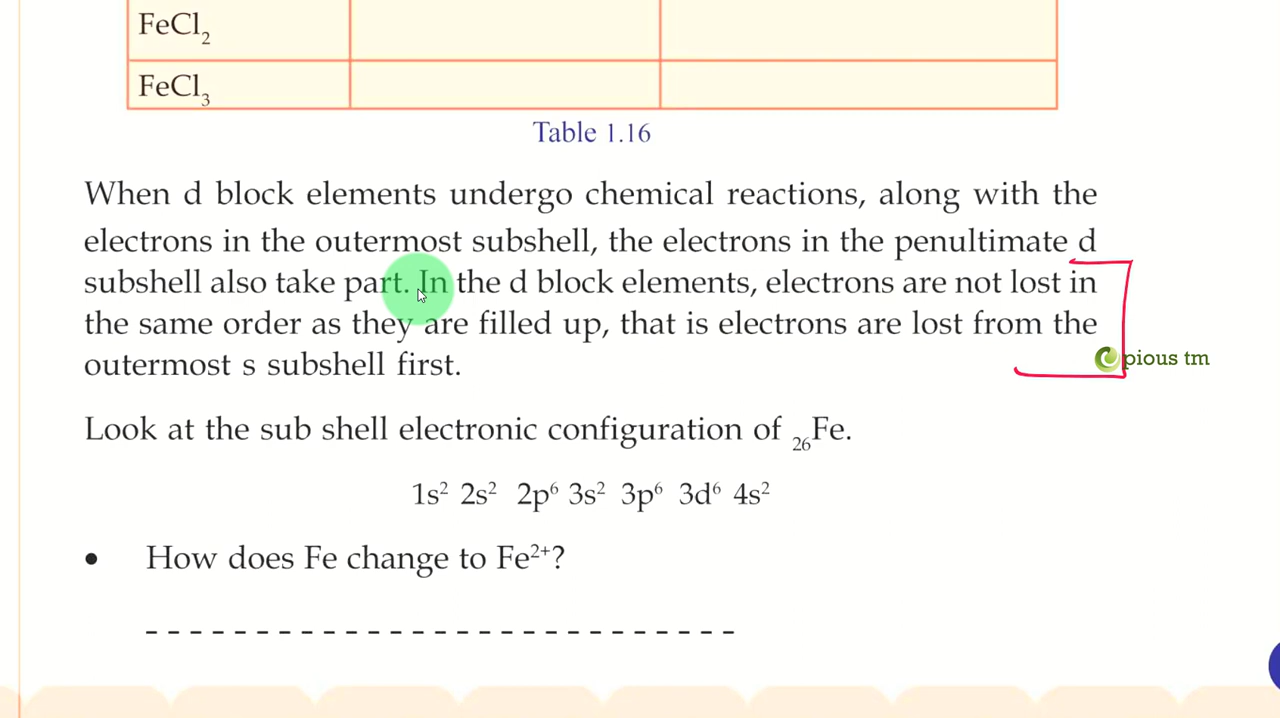 FeCl₂
FeCl₃
Table 1.16
When d block elements undergo chemical reactions, along with the
electrons in the outermost subshell, the electrons in the penultimate d
subshell also take part. In the d block elements, electrons are not lost in
the same order as they are filled up, that is electrons are lost from the
outermost s subshell first.
pious tm
Look at the sub shell electronic configuration of ₂₆Fe.
1s² 2s² 2p⁶ 3s² 3p⁶ 3d⁶ 4s²
• How does Fe change to Fe²⁺?